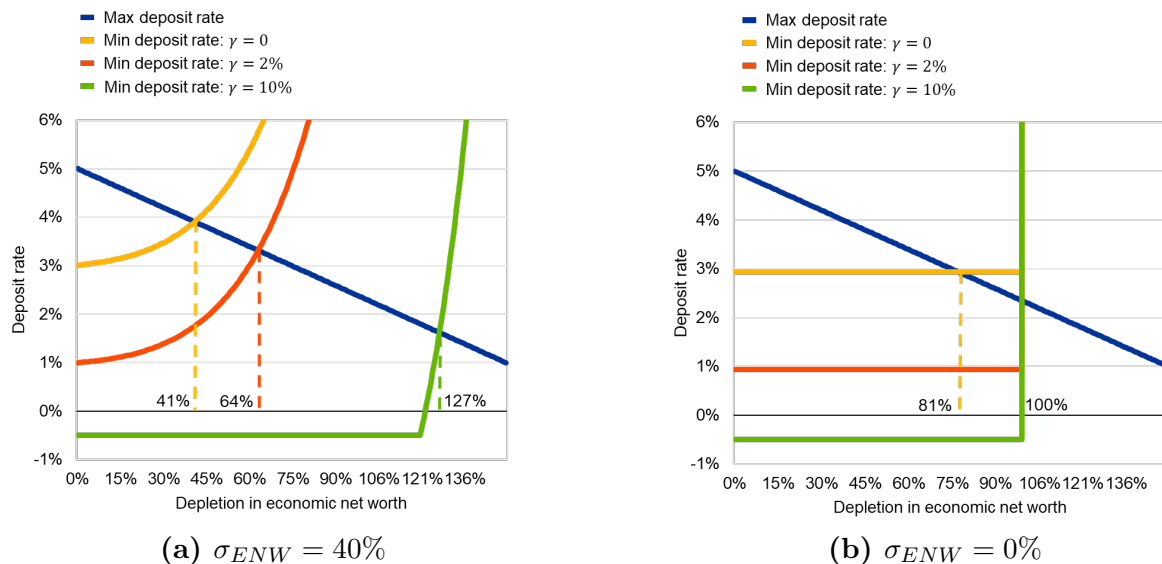 Max deposit rate
Min deposit rate: γ = 0
Min deposit rate: γ = 2%
Min deposit rate: γ = 10%
6%
5%
4%
3%
2%
1%
0%
-1%
Deposit rate
41%
64%
127%
0% 15% 30% 45% 60% 75% 90% 106% 121% 136%
Depletion in economic net worth
(a) σ_ENW = 40%
Max deposit rate
Min deposit rate: γ = 0
Min deposit rate: γ = 2%
Min deposit rate: γ = 10%
6%
5%
4%
3%
2%
1%
0%
-1%
Deposit rate
81%
100%
0% 15% 30% 45% 60% 75% 90% 106% 121% 136%
Depletion in economic net worth
(b) σ_ENW = 0%